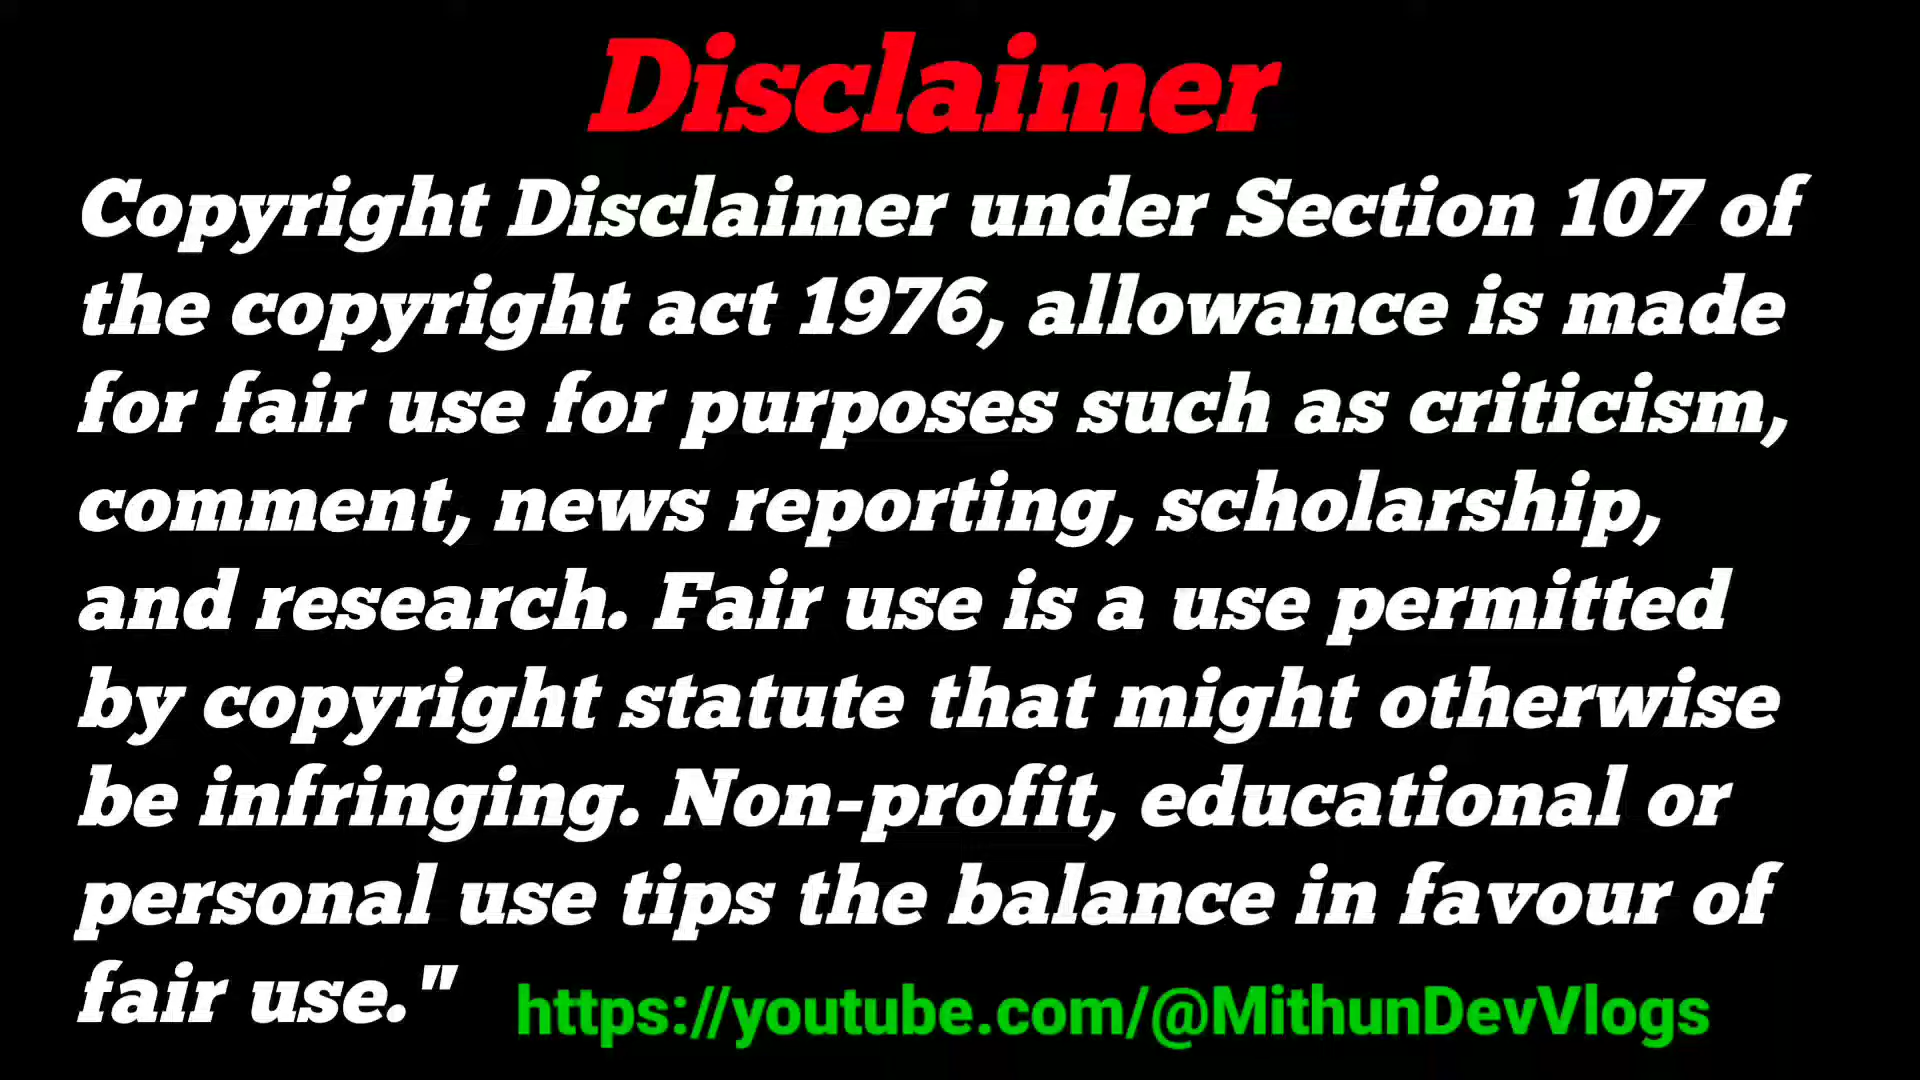 Disclaimer
Copyright Disclaimer under Section 107 of
the copyright act 1976, allowance is made
for fair use for purposes such as criticism,
comment, news reporting, scholarship,
and research. Fair use is a use permitted
by copyright statute that might otherwise
be infringing. Non-profit, educational or
personal use tips the balance in favour of
fair use."
https://youtube.com/@MithunDevVlogs